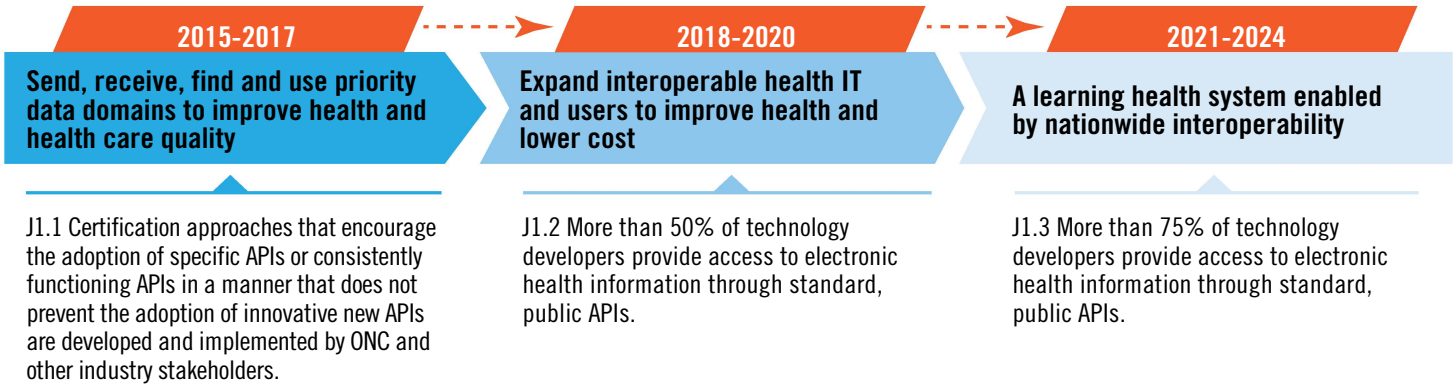 2015-2017
Send, receive, find and use priority
data domains to improve health and
health care quality
J1.1 Certification approaches that encourage
the adoption of specific APIs or consistently
functioning APIs in a manner that does not
prevent the adoption of innovative new APIs
are developed and implemented by ONC and
other industry stakeholders.
2018-2020
Expand interoperable health IT
and users to improve health and
lower cost
J1.2 More than 50% of technology
developers provide access to electronic
health information through standard,
public APIs.
2021-2024
A learning health system enabled
by nationwide interoperability
J1.3 More than 75% of technology
developers provide access to electronic
health information through standard,
public APIs.